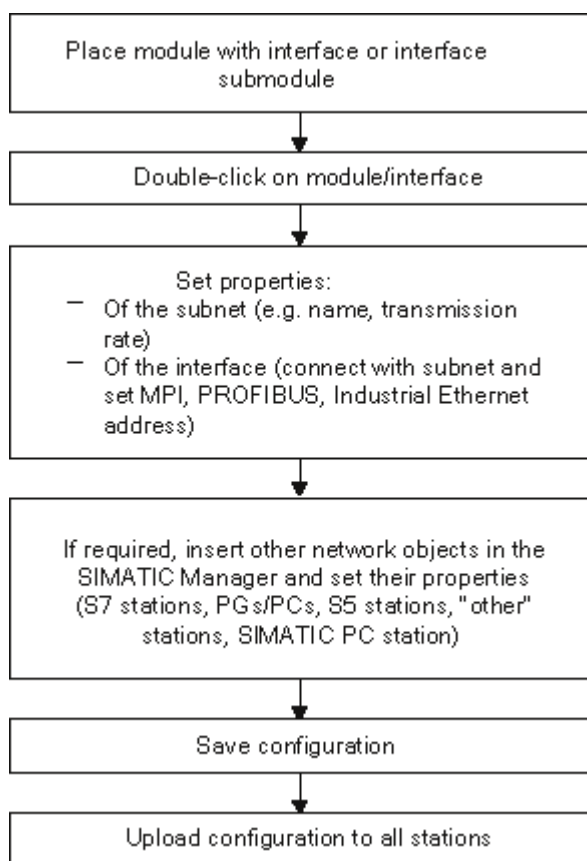 Place module with interface or interface
submodule
Double-click on module/interface
Set properties:
– Of the subnet (e.g. name, transmission
rate)
– Of the interface (connect with subnet and
set MPI, PROFIBUS, Industrial Ethernet
address)
If required, insert other network objects in the
SIMATIC Manager and set their properties
(S7 stations, PGs/PCs, S5 stations, "other"
stations, SIMATIC PC station)
Save configuration
Upload configuration to all stations